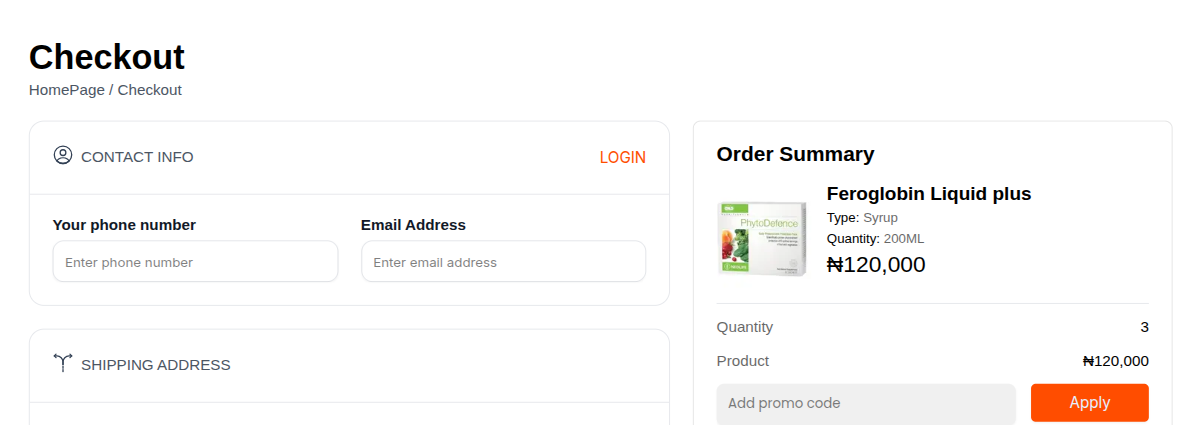 Checkout
HomePage / Checkout
CONTACT INFO
LOGIN
Your phone number
Email Address
Enter phone number
Enter email address
SHIPPING ADDRESS
Order Summary
PhytoDefence
Feroglobin Liquid plus
Type: Syrup
Quantity: 200ML
₦120,000
Quantity
3
Product
₦120,000
Add promo code
Apply